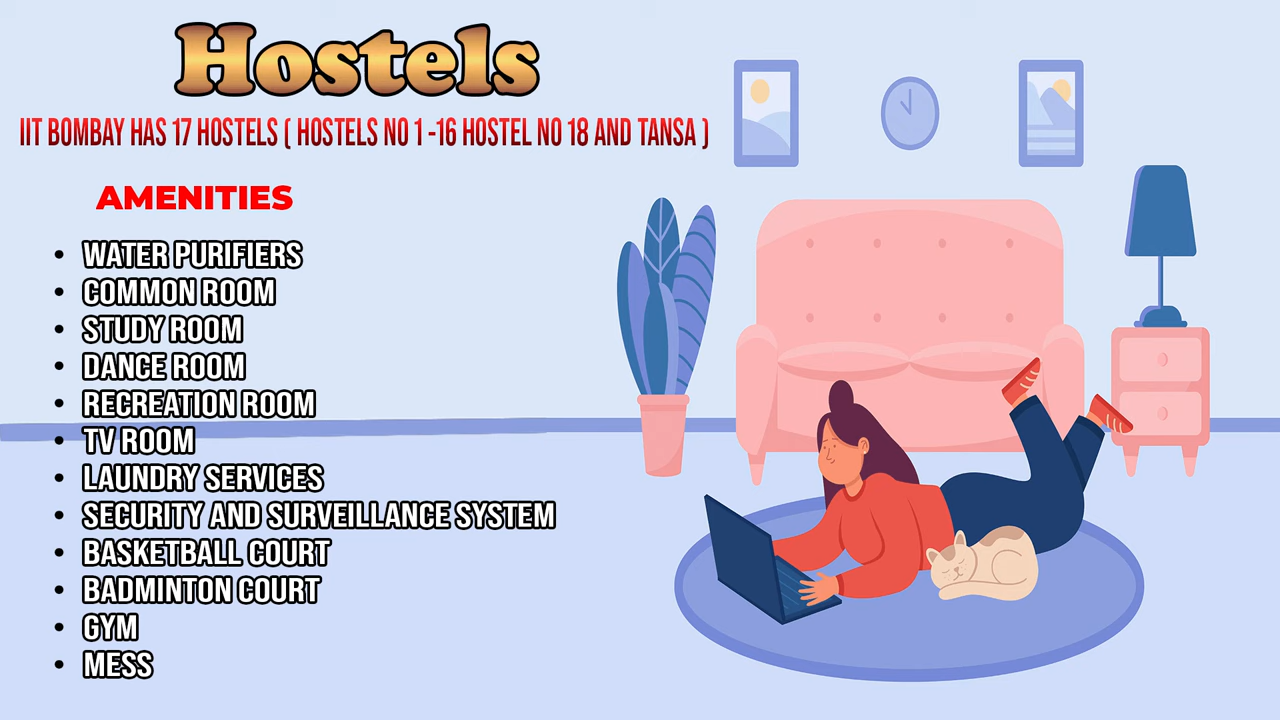 Hostels
IIT BOMBAY HAS 17 HOSTELS ( HOSTELS NO 1 -16 HOSTEL NO 18 AND TANSA )
AMENITIES
• WATER PURIFIERS
• COMMON ROOM
• STUDY ROOM
• DANCE ROOM
• RECREATION ROOM
• TV ROOM
• LAUNDRY SERVICES
• SECURITY AND SURVEILLANCE SYSTEM
• BASKETBALL COURT
• BADMINTON COURT
• GYM
• MESS